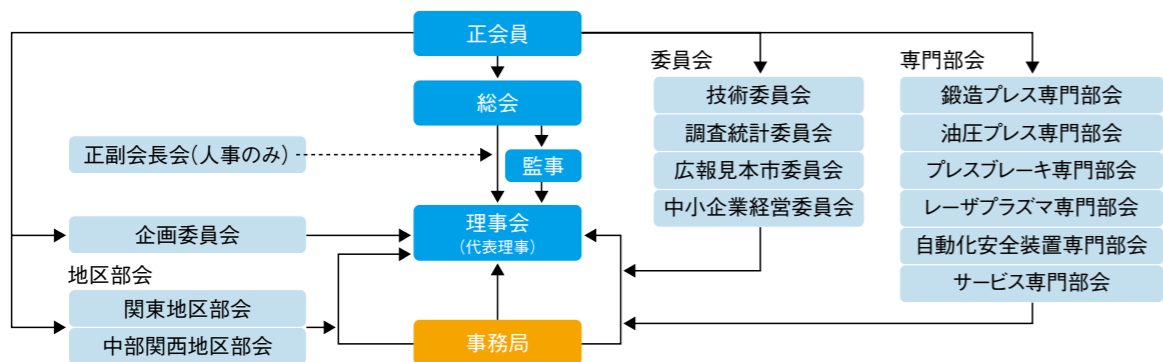 正会員
総会
監事
理事会
(代表理事)
事務局
正副会長会(人事のみ)
企画委員会
地区部会
関東地区部会
中部関西地区部会
委員会
技術委員会
調査統計委員会
広報見本市委員会
中小企業経営委員会
専門部会
鍛造プレス専門部会
油圧プレス専門部会
プレスブレーキ専門部会
レーザプラズマ専門部会
自動化安全装置専門部会
サービス専門部会